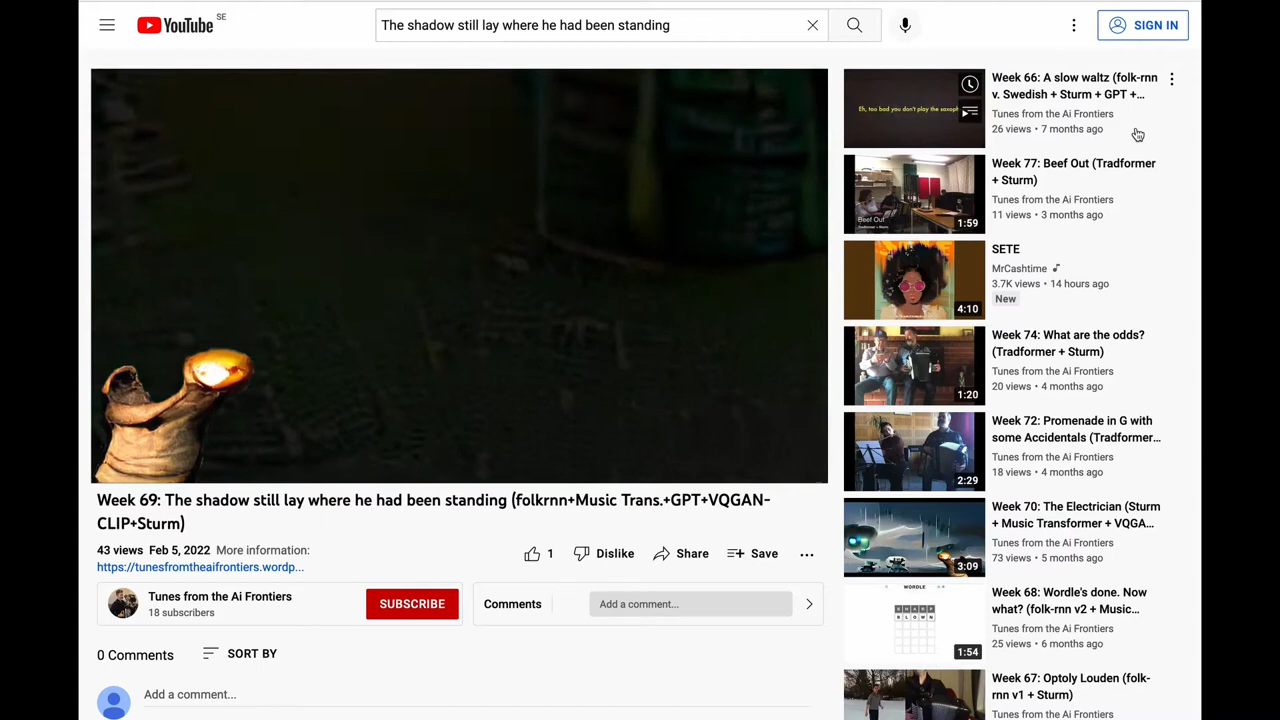 YouTube SE
The shadow still lay where he had been standing
SIGN IN
Week 69: The shadow still lay where he had been standing (folkrnn+Music Trans.+GPT+VQGAN-
CLIP+Sturm)
43 views Feb 5, 2022 More information:
https://tunesfromtheaifrontiers.wordp...
1
Dislike
Share
Save
Tunes from the Ai Frontiers
18 subscribers
SUBSCRIBE
Comments
Add a comment...
0 Comments
SORT BY
Add a comment...
Eh, too bad you don't play the saxoph
Week 66: A slow waltz (folk-rnn
v. Swedish + Sturm + GPT +...
Tunes from the Ai Frontiers
26 views • 7 months ago
Beef Out
1:59
Week 77: Beef Out (Tradformer
+ Sturm)
Tunes from the Ai Frontiers
11 views • 3 months ago
4:10
SETE
MrCashtime
3.7K views • 14 hours ago
New
1:20
Week 74: What are the odds?
(Tradformer + Sturm)
Tunes from the Ai Frontiers
20 views • 4 months ago
2:29
Week 72: Promenade in G with
some Accidentals (Tradformer...
Tunes from the Ai Frontiers
18 views • 4 months ago
3:09
Week 70: The Electrician (Sturm
+ Music Transformer + VQGA...
Tunes from the Ai Frontiers
73 views • 5 months ago
WORDLE
1:54
Week 68: Wordle's done. Now
what? (folk-rnn v2 + Music...
Tunes from the Ai Frontiers
25 views • 6 months ago
Week 67: Optoly Louden (folk-
rnn v1 + Sturm)
Tunes from the Ai Frontiers